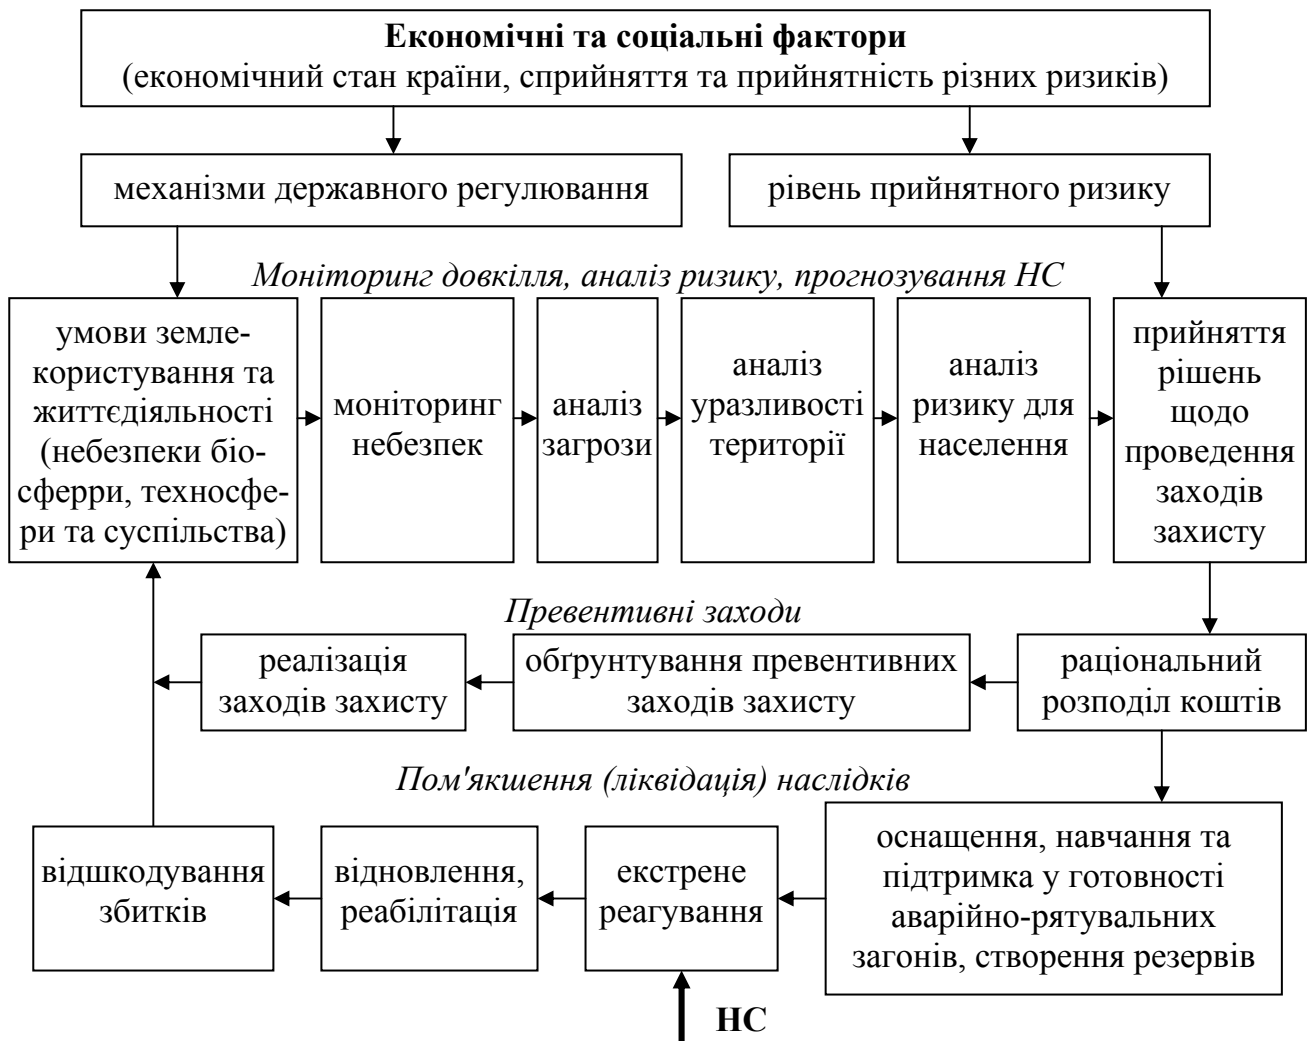 Економічні та соціальні фактори
(економічний стан країни, сприйняття та прийнятність різних ризиків)
механізми державного регулювання
рівень прийнятного ризику
Моніторинг довкілля, аналіз ризику, прогнозування НС
умови земле-
користування та
життєдіяльності
(небезпеки біо-
сферри, техносфе-
ри та суспільства)
моніторинг
небезпек
аналіз
загрози
аналіз
уразливості
території
аналіз
ризику для
населення
прийняття
рішень
щодо
проведення
заходів
захисту
Превентивні заходи
реалізація
заходів захисту
обґрунтування превентивних
заходів захисту
раціональний
розподіл коштів
Пом'якшення (ліквідація) наслідків
відшкодування
збитків
відновлення,
реабілітація
екстрене
реагування
оснащення, навчання та
підтримка у готовності
аварійно-рятувальних
загонів, створення резервів
НС